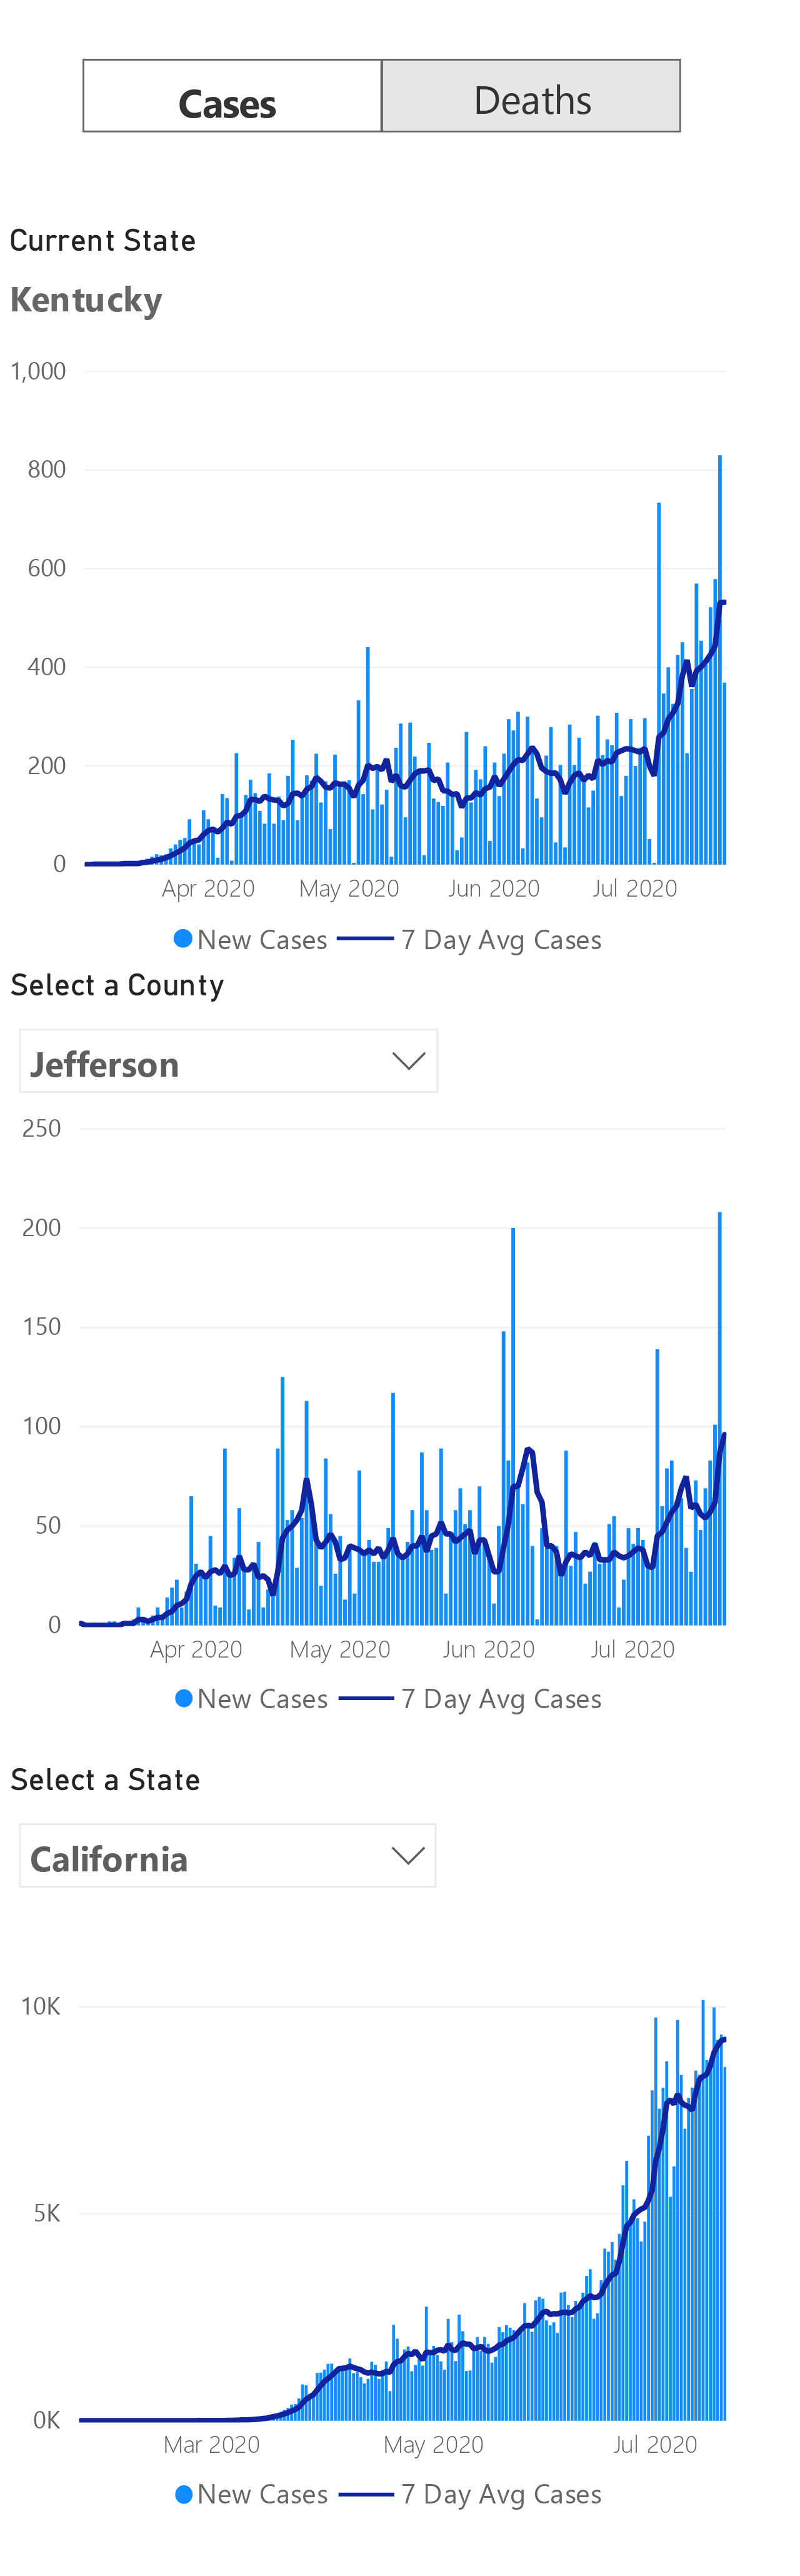 Cases Deaths
Current State
Kentucky
1,000
800
600
400
200
0
Apr 2020 May 2020 Jun 2020 Jul 2020
New Cases 7 Day Avg Cases
Select a County
Jefferson
250
200
150
100
50
0
Apr 2020 May 2020 Jun 2020 Jul 2020
New Cases 7 Day Avg Cases
Select a State
California
10K
5K
0K
Mar 2020 May 2020 Jul 2020
New Cases 7 Day Avg Cases